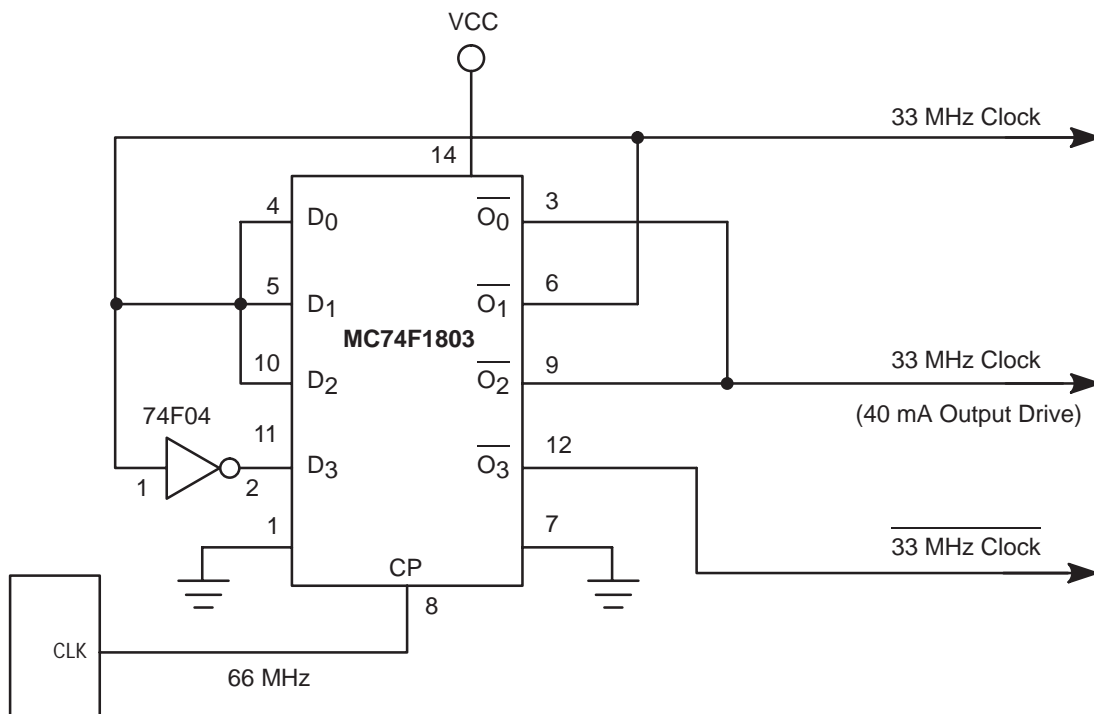 VCC
33 MHz Clock
14
4
D0
O0
3
5
D1
O1
6
MC74F1803
10
D2
O2
9
33 MHz Clock
(40 mA Output Drive)
74F04
11
D3
O3
12
1
2
1
7
33 MHz Clock
CP
8
CLK
66 MHz